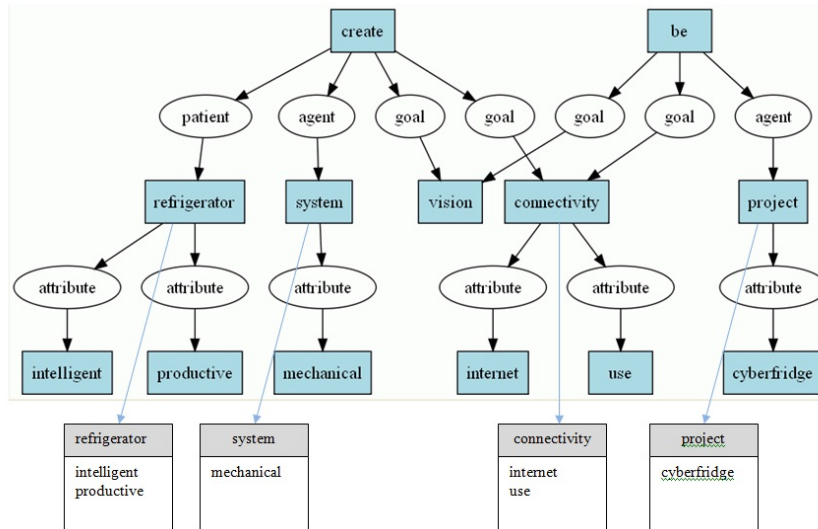 create
be
patient
agent
goal
goal
goal
goal
agent
refrigerator
system
vision
connectivity
project
attribute
attribute
attribute
attribute
attribute
attribute
intelligent
productive
mechanical
internet
use
cyberfridge
refrigerator
intelligent
productive
system
mechanical
connectivity
internet
use
project
cyberfridge